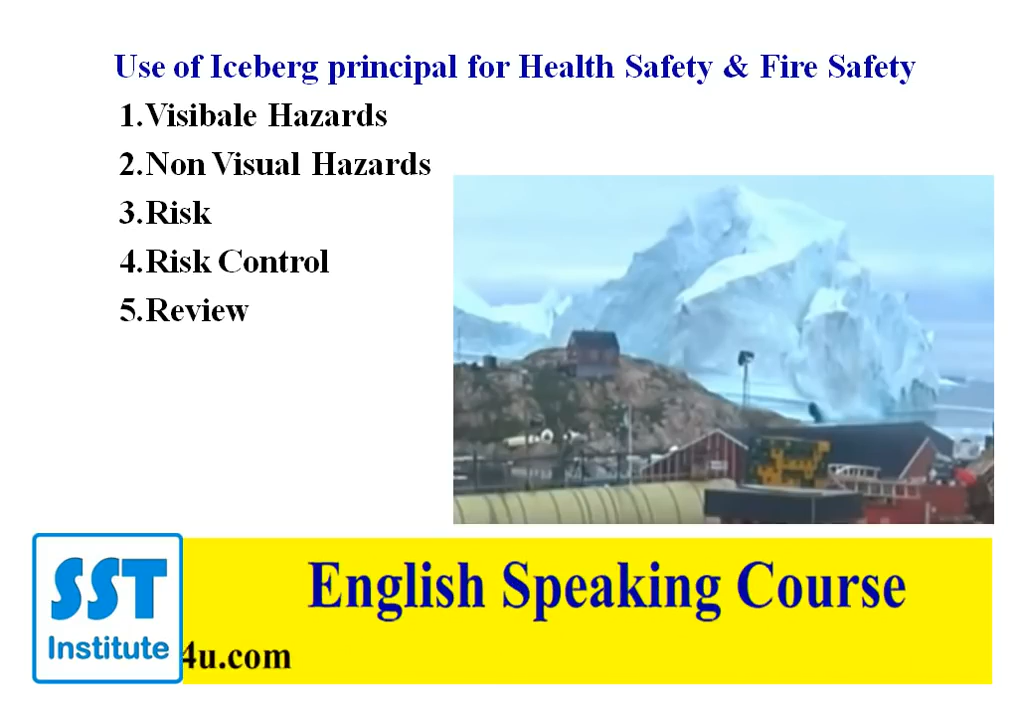 Use of Iceberg principal for Health Safety & Fire Safety
1.Visibale Hazards
2.Non Visual Hazards
3.Risk
4.Risk Control
5.Review
English Speaking Course
SST
Institute
4u.com